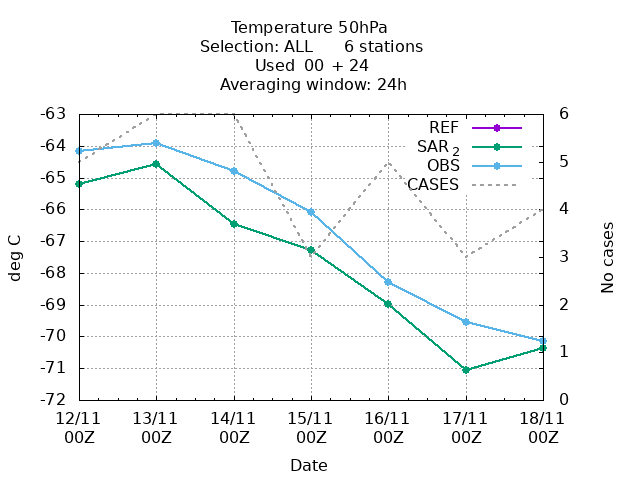 Temperature 50hPa
Selection: ALL 6 stations
Used 00 + 24
Averaging window: 24h
-63
-64
-65
-66
-67
-68
-69
-70
-71
-72
deg C
6
5
4
3
2
1
0
No cases
REF
SAR 2
OBS
CASES
12/11 13/11 14/11 15/11 16/11 17/11 18/11
00Z 00Z 00Z 00Z 00Z 00Z 00Z
Date